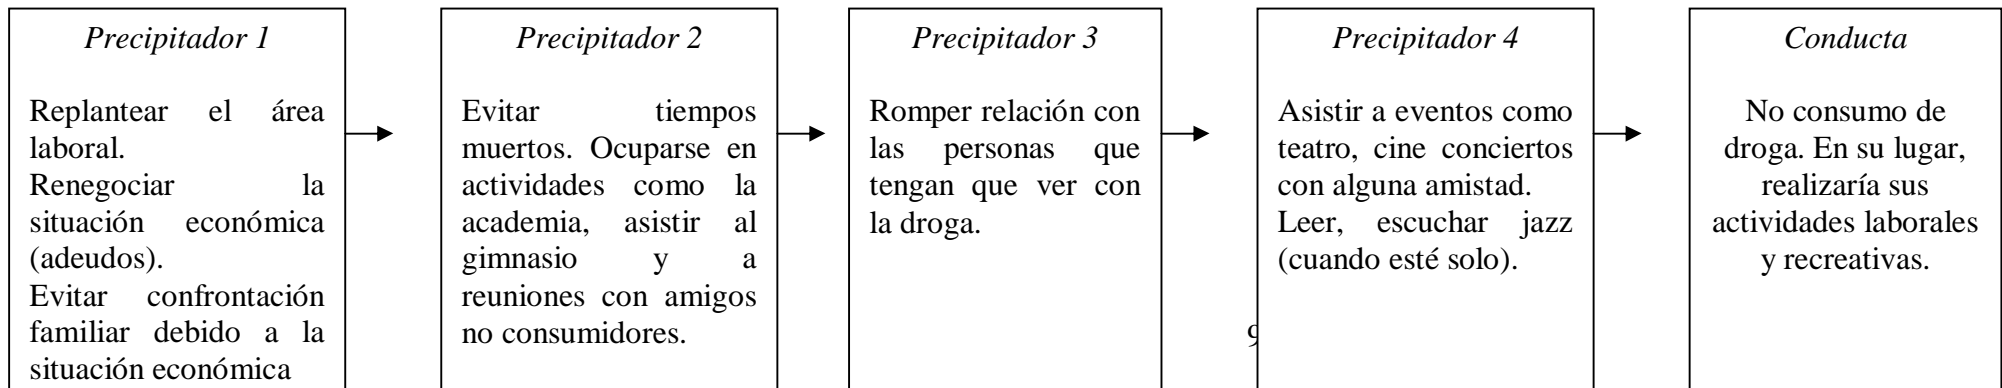 Precipitador 1
Replantear el área
laboral.
Renegociar la
situación económica
(adeudos).
Evitar confrontación
familiar debido a la
situación económica
Precipitador 2
Evitar tiempos
muertos. Ocuparse en
actividades como la
academia, asistir al
gimnasio y a
reuniones con amigos
no consumidores.
Precipitador 3
Romper relación con
las personas que
tengan que ver con
la droga.
Precipitador 4
Asistir a eventos como
teatro, cine conciertos
con alguna amistad.
Leer, escuchar jazz
(cuando esté solo).
Conducta
No consumo de
droga. En su lugar,
realizaría sus
actividades laborales
y recreativas.